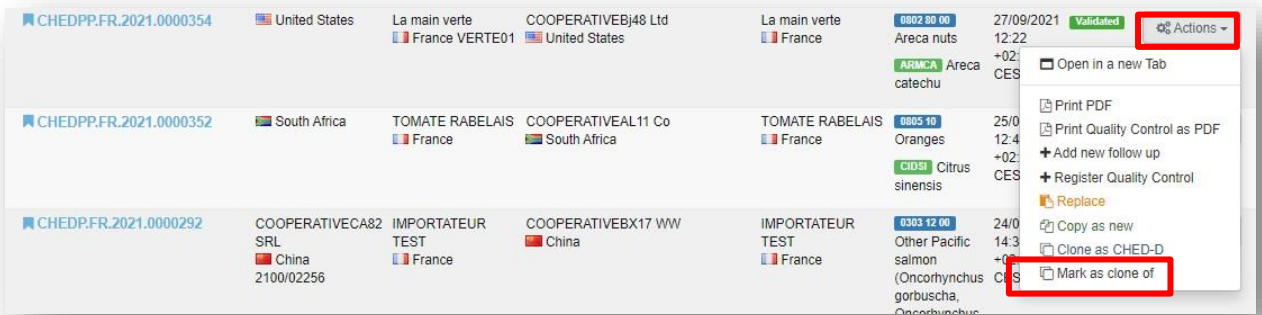 CHEDPP.FR.2021.0000354
United States
La main verte
France VERTE01
COOPERATIVEBj48 Ltd
United States
La main verte
France
0802 80 00
Areca nuts
ARMCA Areca
catechu
27/09/2021 Validated
12:22
+02:
CES
Actions
Open in a new Tab
Print PDF
Print Quality Control as PDF
Add new follow up
Register Quality Control
Replace
Copy as new
Clone as CHED-D
Mark as clone of
CHEDPP.FR.2021.0000352
South Africa
TOMATE RABELAIS
France
COOPERATIVEAL11 Co
South Africa
TOMATE RABELAIS
France
0805 10
Oranges
CIDSI Citrus
sinensis
25/0
12:4
+02:
CES
CHEDP.FR.2021.0000292
COOPERATIVECA82
SRL
China
2100/02256
IMPORTATEUR
TEST
France
COOPERATIVEBX17 WW
China
IMPORTATEUR
TEST
France
0303 12 00
Other Pacific
salmon
(Oncorhynchus
gorbuscha,
Oncorhynchus
24/0
14:3
+02
CES